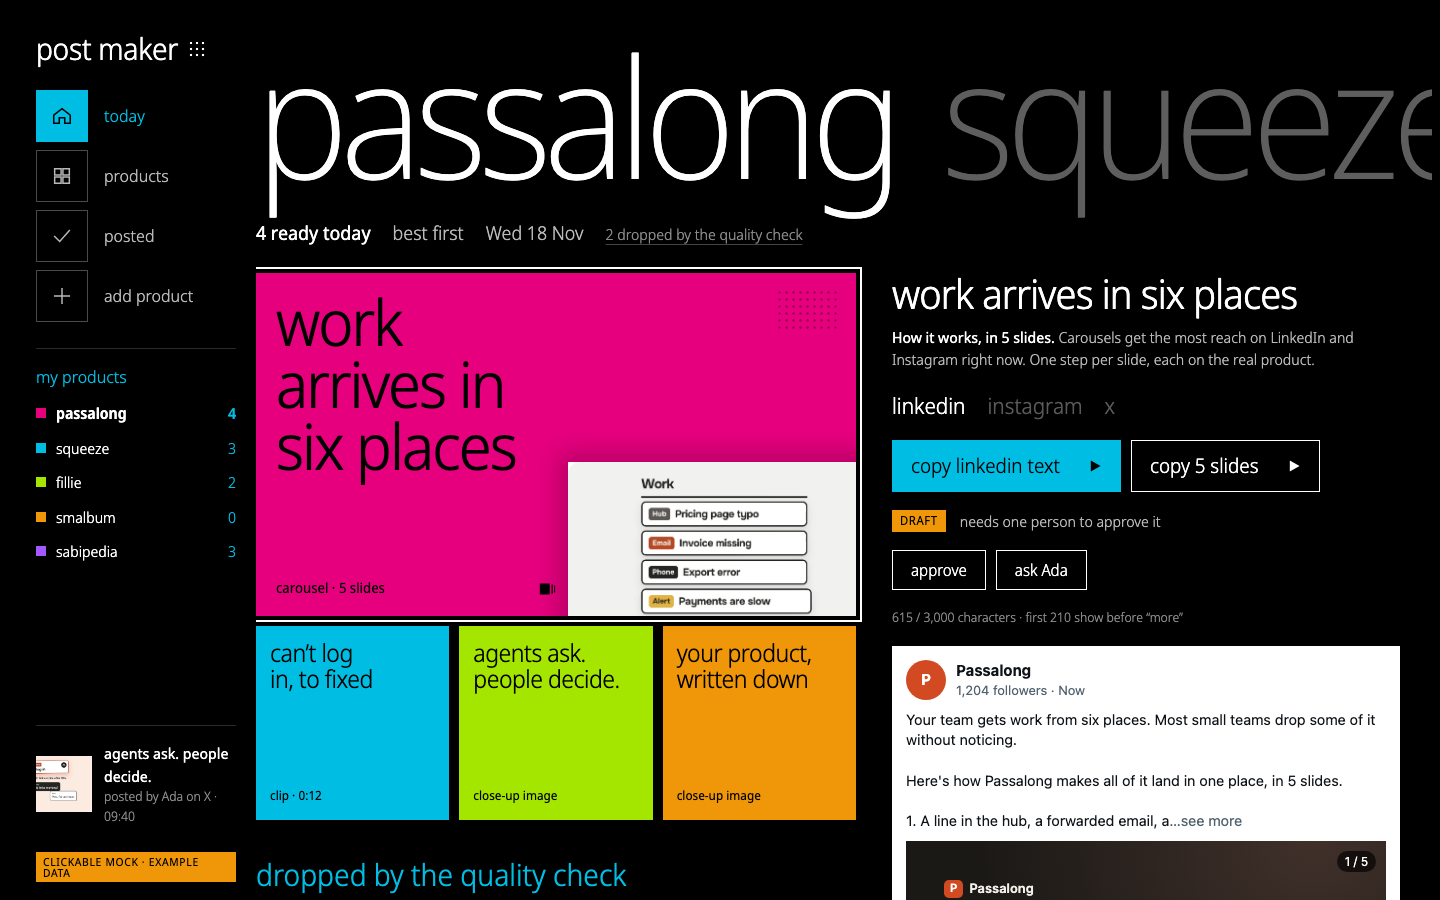 post maker
today
products
posted
add product
my products
passalong 4
squeeze 3
fillie 2
smalbum 0
sabipedia 3
agents ask. people
decide.
posted by Ada on X ·
09:40
CLICKABLE MOCK · EXAMPLE
DATA
passalong squeeze
4 ready today best first Wed 18 Nov 2 dropped by the quality check
work
arrives in
six places
carousel · 5 slides
Work
Hub Pricing page typo
Email Invoice missing
Phone Export error
Alert Payments are slow
can’t log
in, to fixed
clip · 0:12
agents ask.
people decide.
close-up image
your product,
written down
close-up image
dropped by the quality check
work arrives in six places
How it works, in 5 slides. Carousels get the most reach on LinkedIn and
Instagram right now. One step per slide, each on the real product.
linkedin instagram x
copy linkedin text
copy 5 slides
DRAFT needs one person to approve it
approve
ask Ada
615 / 3,000 characters · first 210 show before “more”
P
Passalong
1,204 followers · Now
Your team gets work from six places. Most small teams drop some of it
without noticing.
Here's how Passalong makes all of it land in one place, in 5 slides.
1. A line in the hub, a forwarded email, a...see more
1 / 5
P Passalong